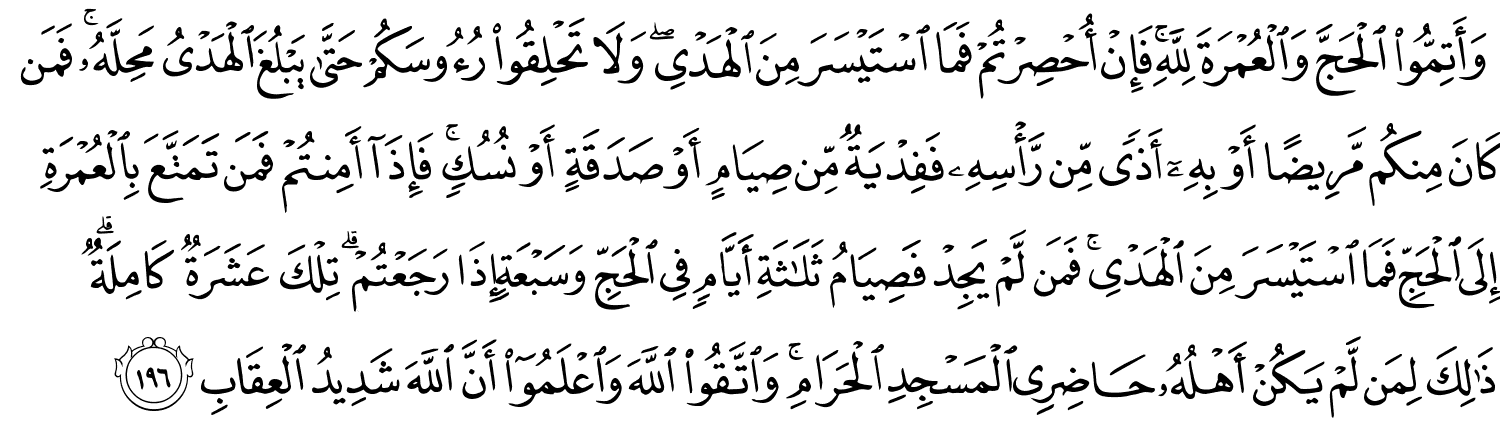 وَأَتِمُّوا۟ ٱلْحَجَّ وَٱلْعُمْرَةَ لِلَّهِ ۚ فَإِنْ أُحْصِرْتُمْ فَمَا ٱسْتَيْسَرَ مِنَ ٱلْهَدْىِ ۖ وَلَا تَحْلِقُوا۟ رُءُوسَكُمْ حَتَّىٰ يَبْلُغَ ٱلْهَدْىُ مَحِلَّهُۥ ۚ فَمَن
كَانَ مِنكُم مَّرِيضًا أَوْ بِهِۦٓ أَذًى مِّن رَّأْسِهِۦ فَفِدْيَةٌ مِّن صِيَامٍ أَوْ صَدَقَةٍ أَوْ نُسُكٍ ۚ فَإِذَآ أَمِنتُمْ فَمَن تَمَتَّعَ بِٱلْعُمْرَةِ
إِلَى ٱلْحَجِّ فَمَا ٱسْتَيْسَرَ مِنَ ٱلْهَدْىِ ۚ فَمَن لَّمْ يَجِدْ فَصِيَامُ ثَلَـٰثَةِ أَيَّامٍ فِى ٱلْحَجِّ وَسَبْعَةٍ إِذَا رَجَعْتُمْ ۗ تِلْكَ عَشَرَةٌ كَامِلَةٌ ۗ
ذَٰلِكَ لِمَن لَّمْ يَكُنْ أَهْلُهُۥ حَاضِرِى ٱلْمَسْجِدِ ٱلْحَرَامِ ۚ وَٱتَّقُوا۟ ٱللَّهَ وَٱعْلَمُوٓا۟ أَنَّ ٱللَّهَ شَدِيدُ ٱلْعِقَابِ ١٩٦